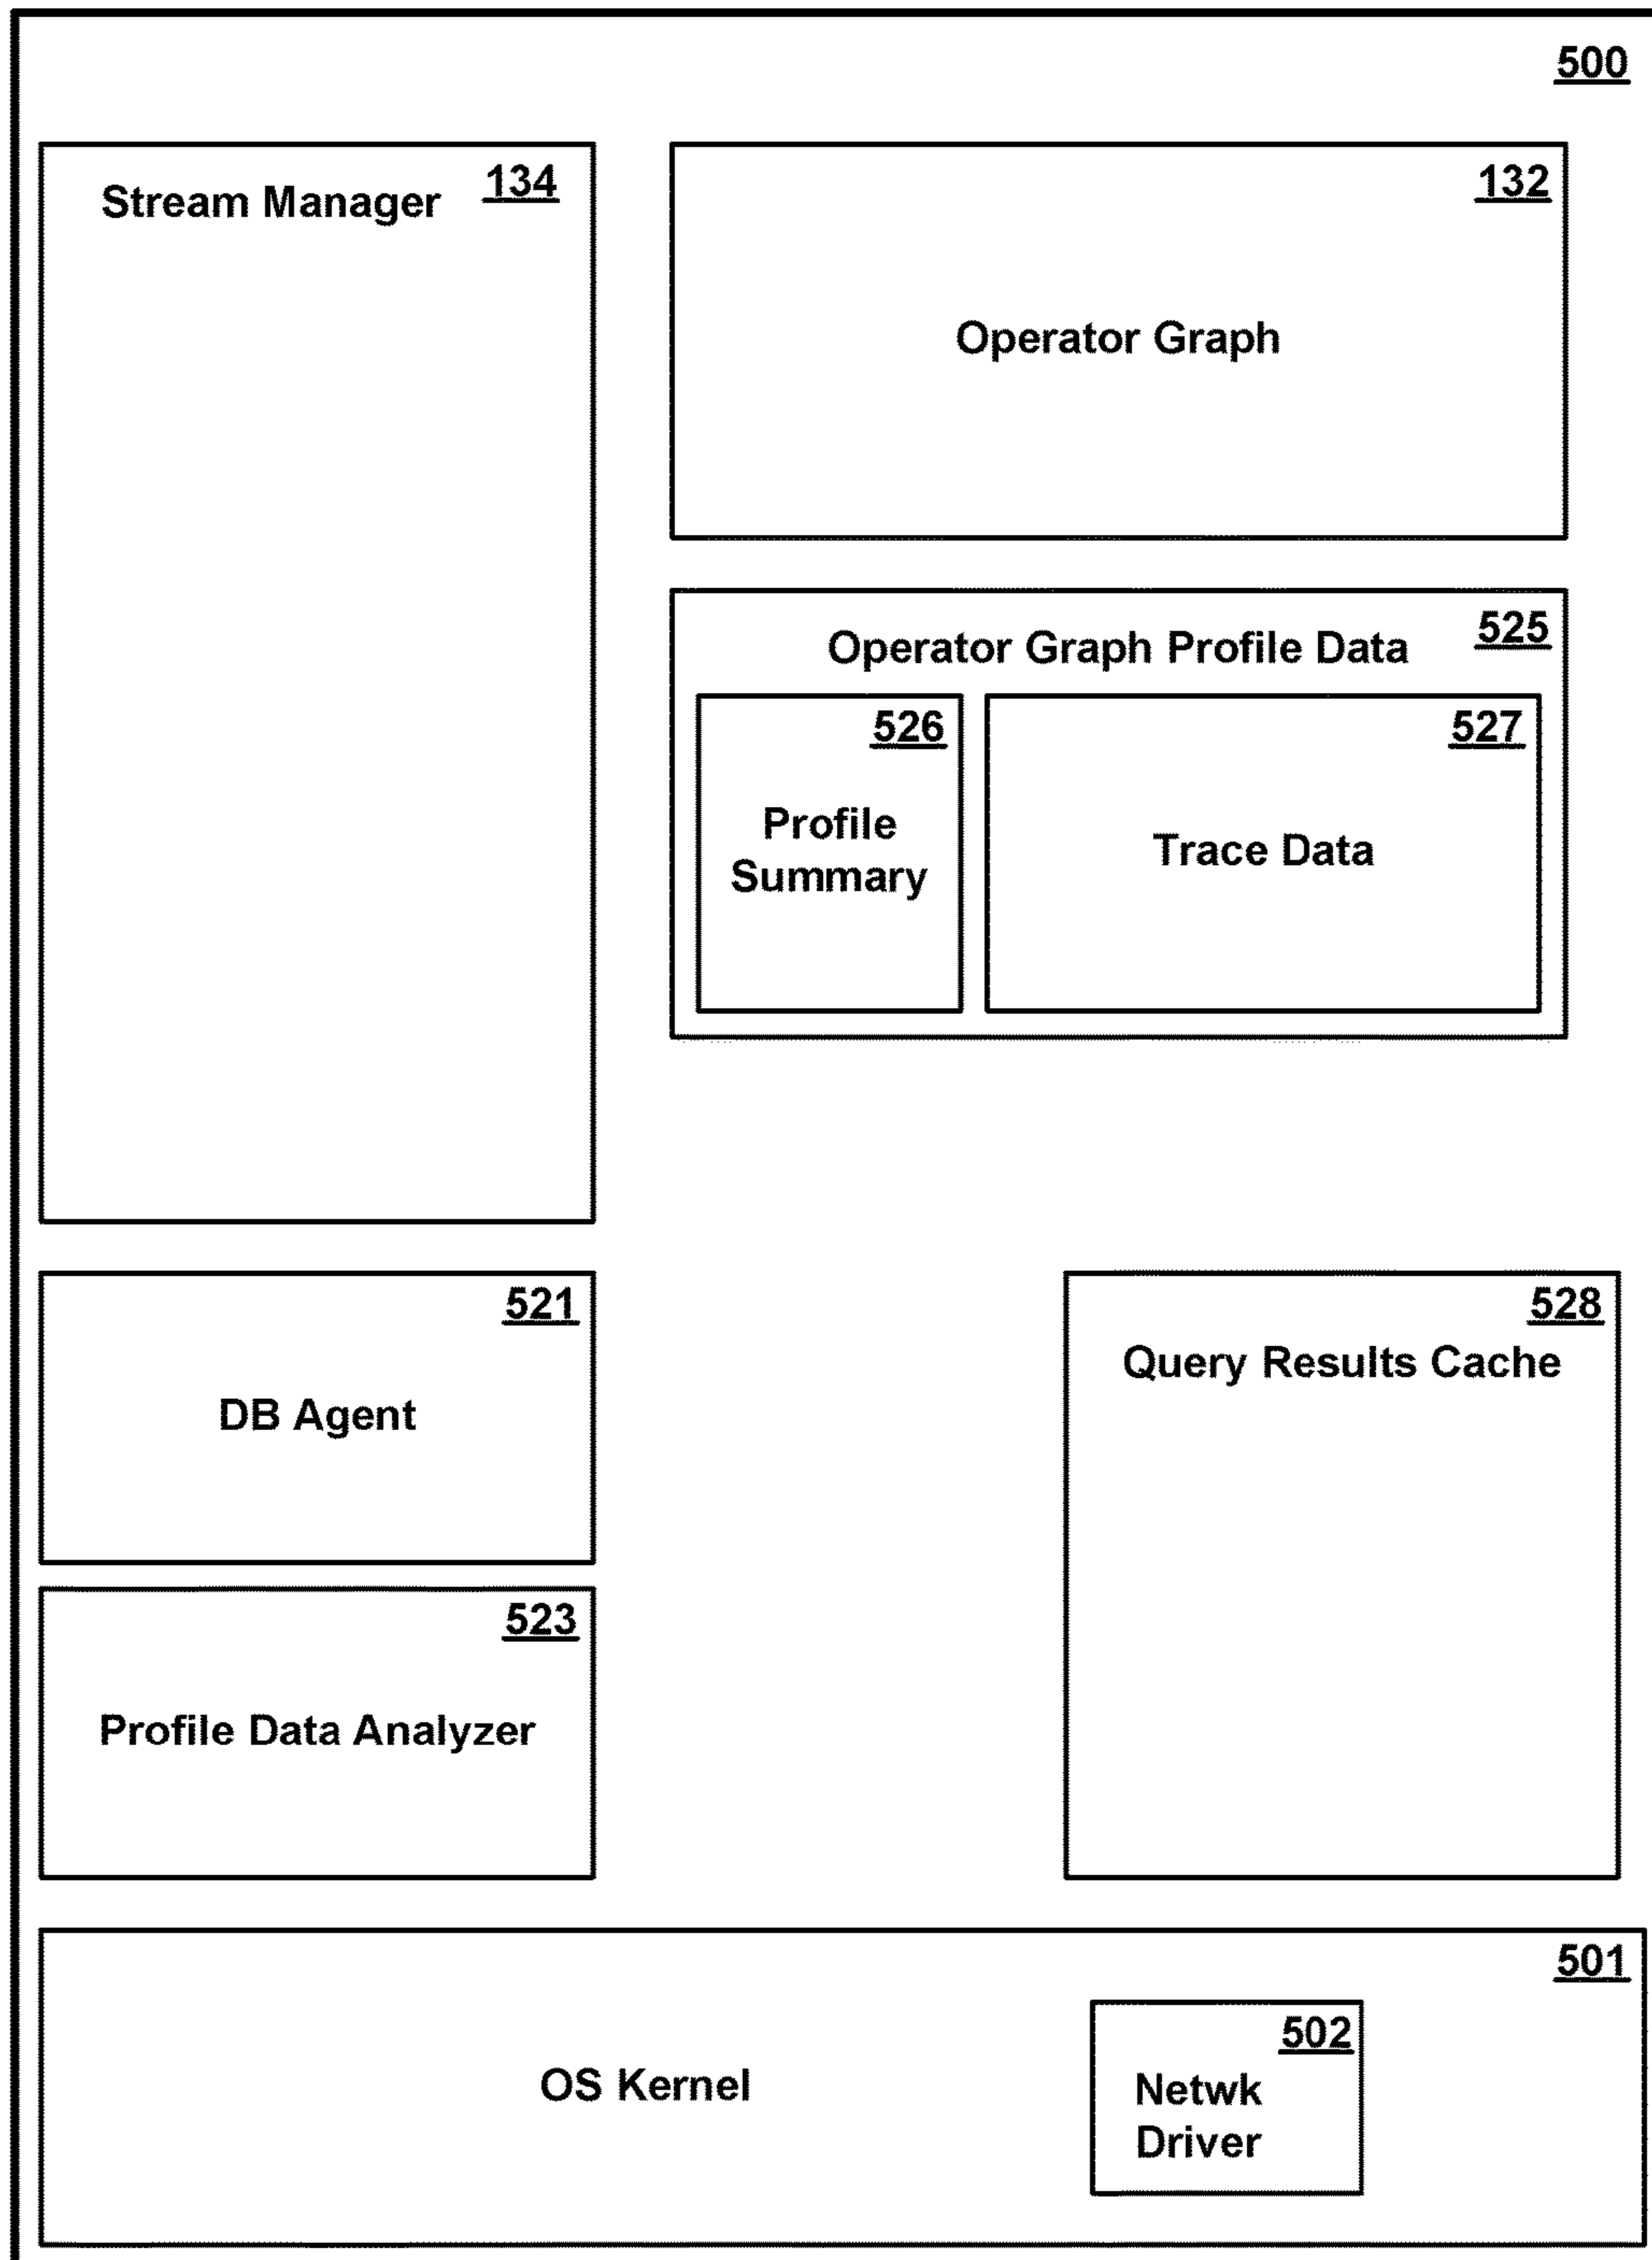 500
Stream Manager 134
132
Operator Graph
Operator Graph Profile Data 525
526
Profile
Summary
527
Trace Data
521
DB Agent
528
Query Results Cache
523
Profile Data Analyzer
501
OS Kernel
502
Netwk
Driver